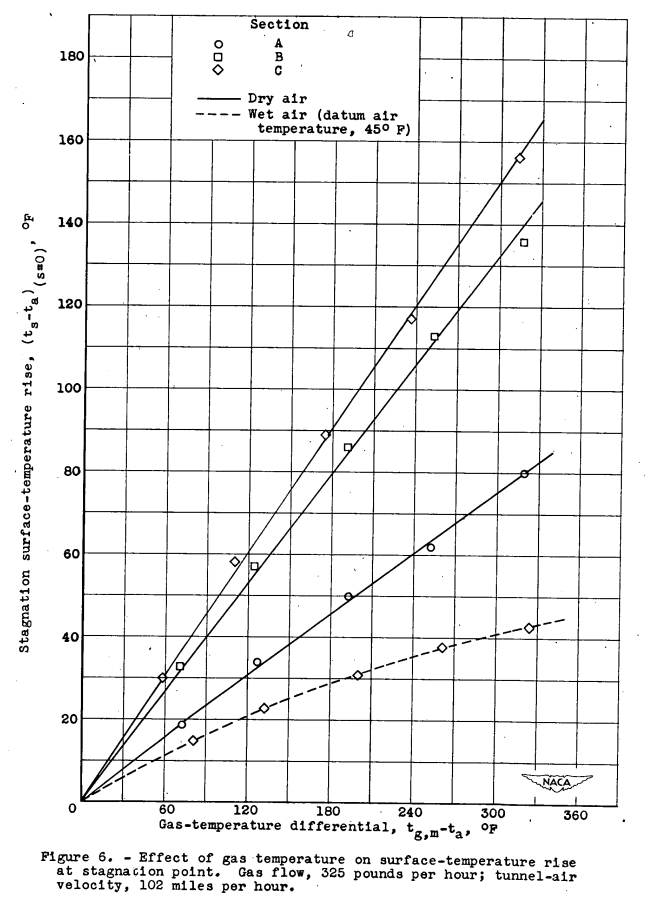 Section
A
B
C
Dry air
Wet air (datum air
temperature, 45° F)
180
160
140
120
100
80
60
40
20
0
60
120
180
240
300
360
Stagnation surface-temperature rise, (ts-ta)(s=0), °F
Gas-temperature differential, tg,m-ta, °F
NACA
Figure 6. - Effect of gas temperature on surface-temperature rise
at stagnation point. Gas flow, 325 pounds per hour; tunnel-air
velocity, 102 miles per hour.